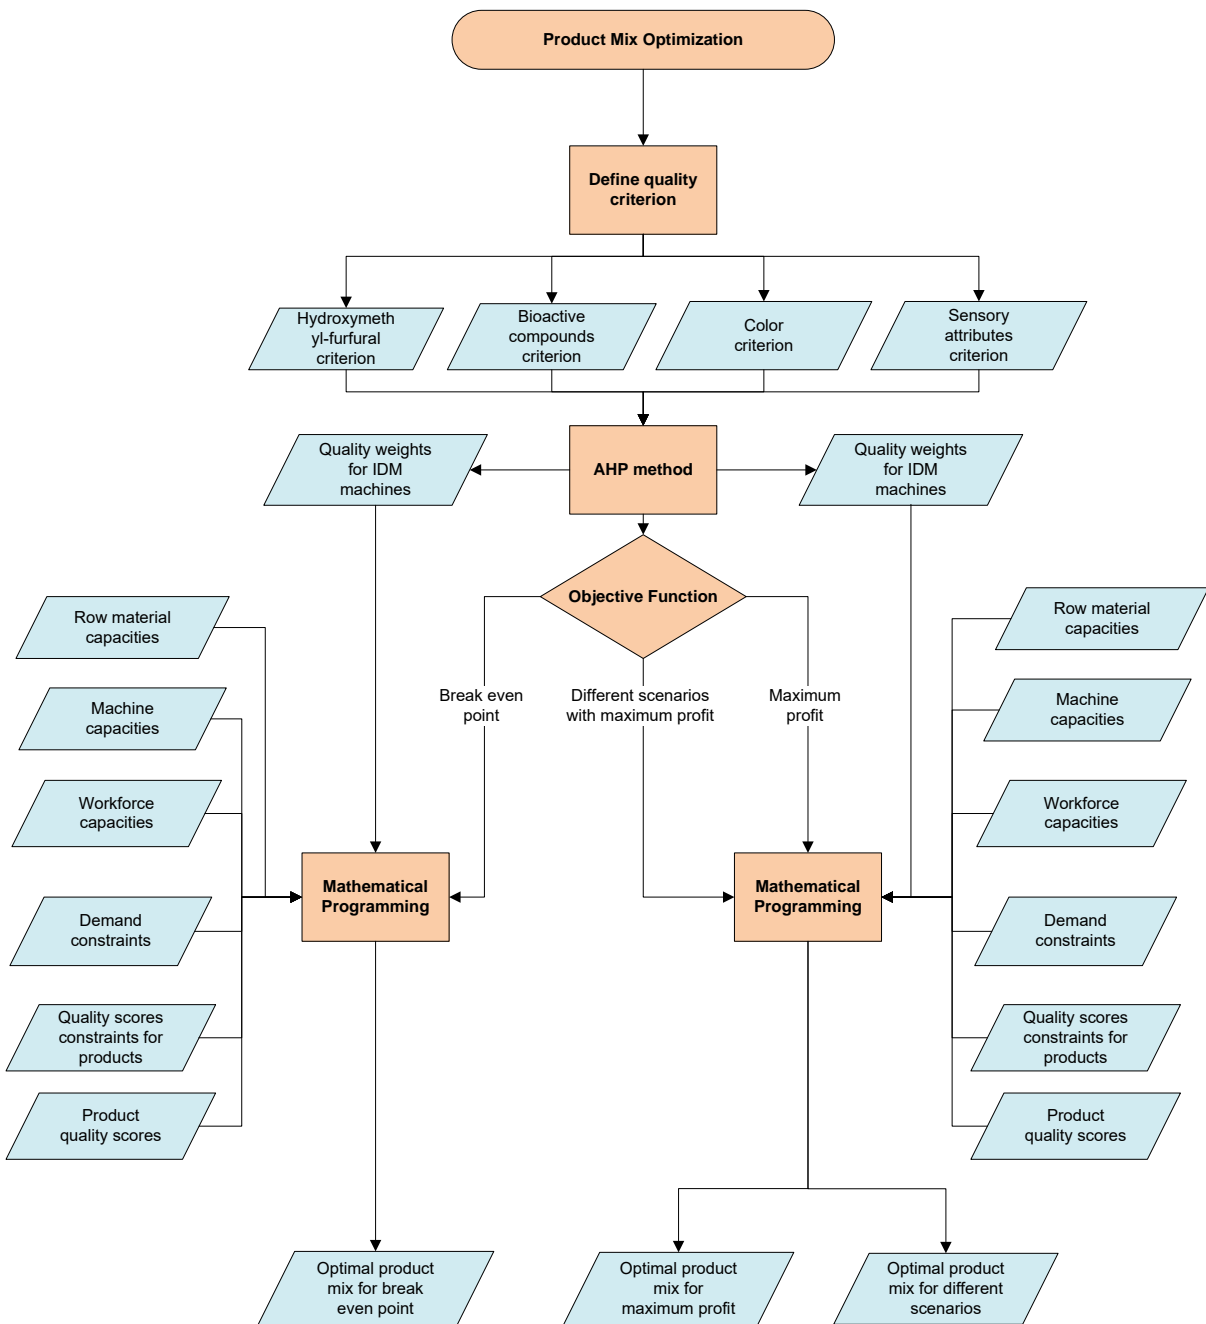 Product Mix Optimization
Define quality
criterion
Hydroxymeth
yl-furfural
criterion
Bioactive
compounds
criterion
Color
criterion
Sensory
attributes
criterion
Quality weights
for IDM
machines
AHP method
Quality weights
for IDM
machines
Objective Function
Row material
capacities
Machine
capacities
Workforce
capacities
Demand
constraints
Quality scores
constraints for
products
Product
quality scores
Break even
point
Different scenarios
with maximum profit
Maximum
profit
Row material
capacities
Machine
capacities
Workforce
capacities
Demand
constraints
Quality scores
constraints for
products
Product
quality scores
Mathematical
Programming
Mathematical
Programming
Optimal product
mix for break
even point
Optimal product
mix for
maximum profit
Optimal product
mix for different
scenarios